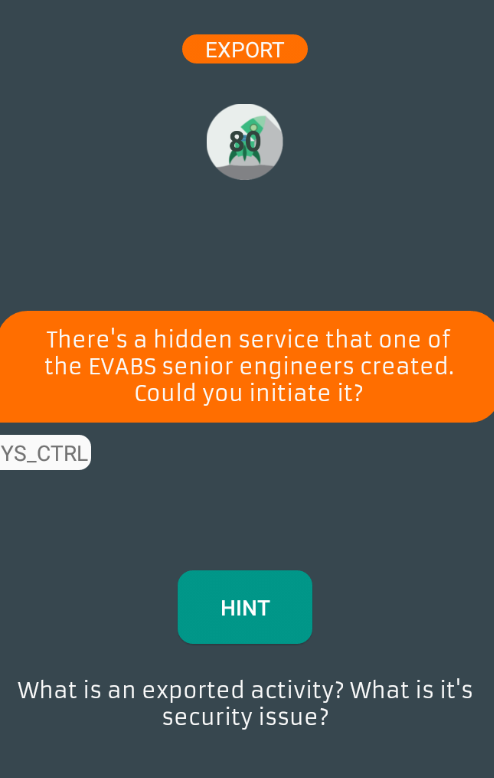 EXPORT
80
There's a hidden service that one of
the EVABS senior engineers created.
Could you initiate it?
YS_CTRL
HINT
What is an exported activity? What is it's
security issue?